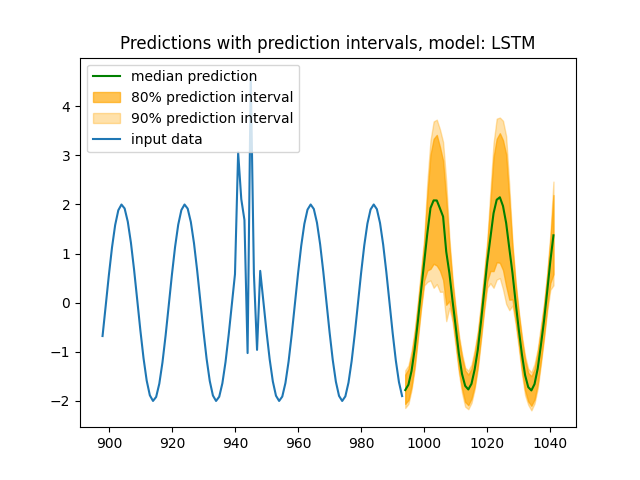 Predictions with prediction intervals, model: LSTM
median prediction
80% prediction interval
90% prediction interval
input data
4
3
2
1
0
−1
−2
900 920 940 960 980 1000 1020 1040